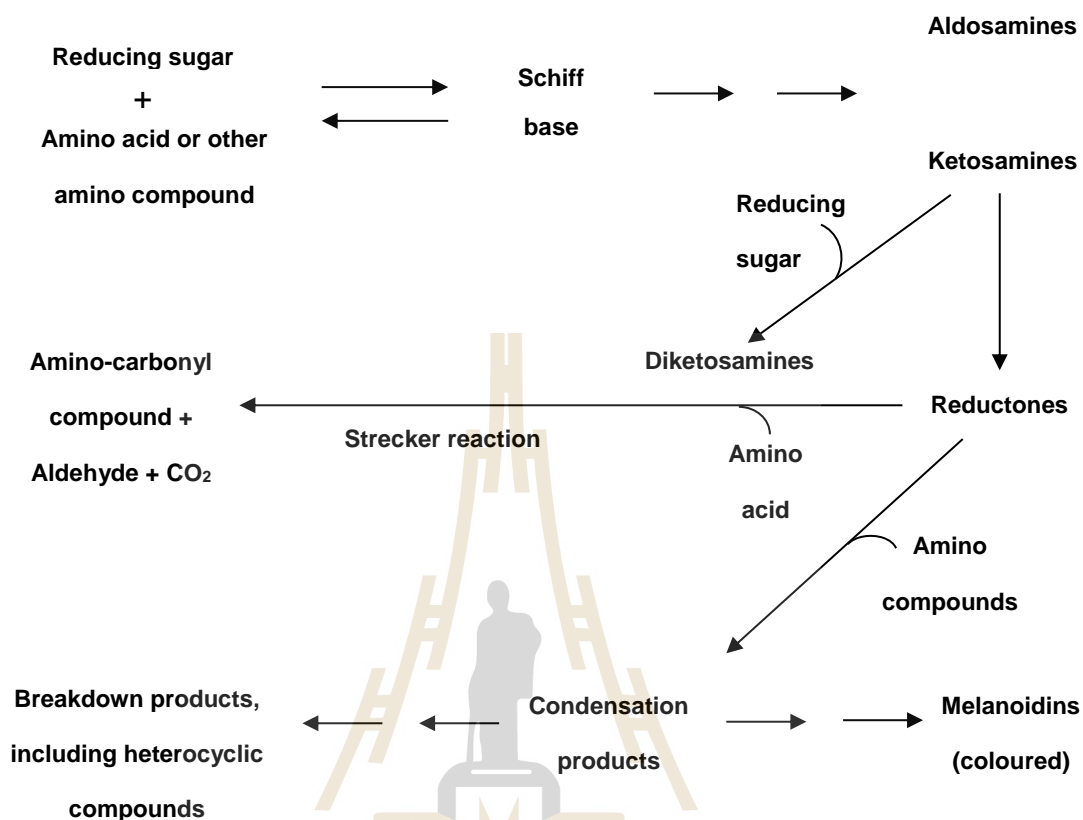 Aldosamines
Reducing sugar
+
Amino acid or other
amino compound
Schiff
base
Ketosamines
Reducing
sugar
Diketosamines
Amino-carbonyl
compound +
Aldehyde + CO₂
Strecker reaction
Amino
acid
Reductones
Amino
compounds
Breakdown products,
including heterocyclic
compounds
Condensation
products
Melanoidins
(coloured)